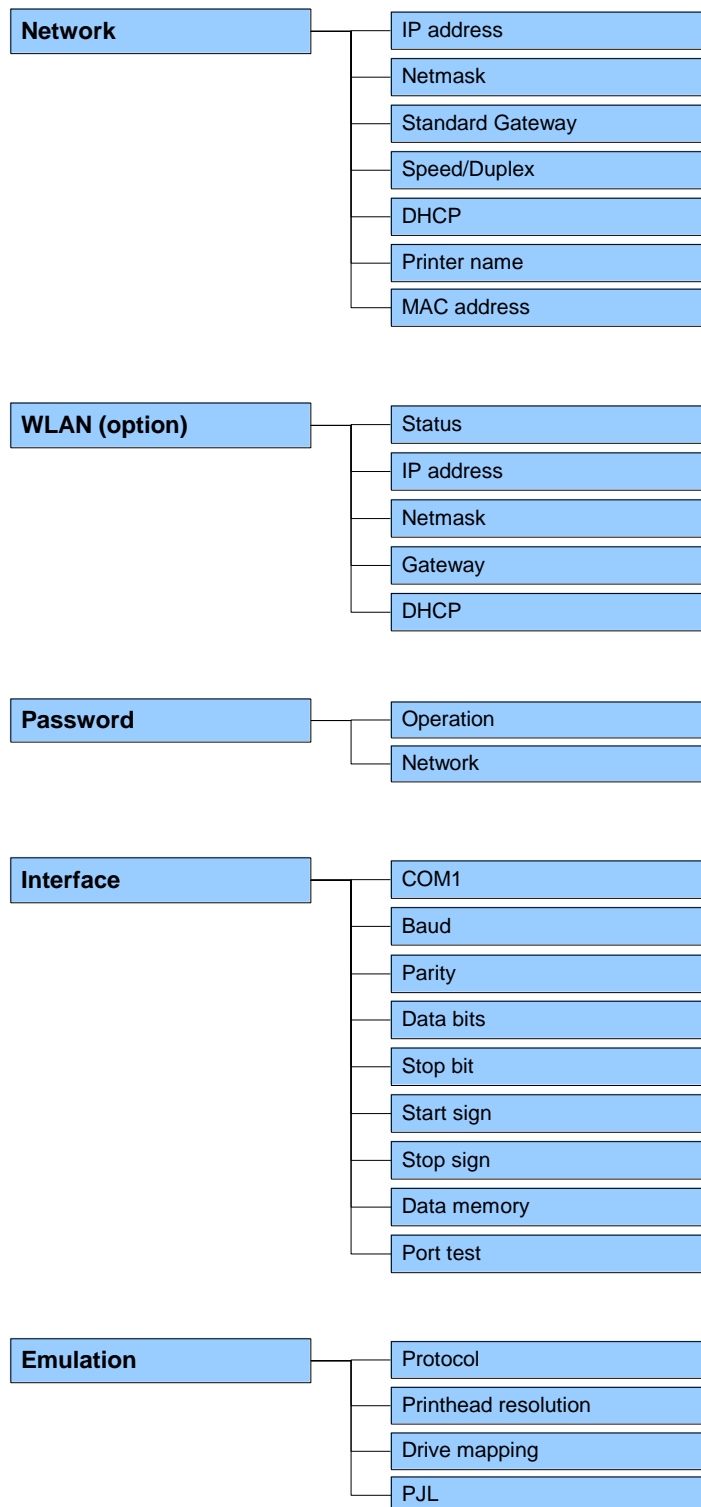 Network
IP address
Netmask
Standard Gateway
Speed/Duplex
DHCP
Printer name
MAC address
WLAN (option)
Status
IP address
Netmask
Gateway
DHCP
Password
Operation
Network
Interface
COM1
Baud
Parity
Data bits
Stop bit
Start sign
Stop sign
Data memory
Port test
Emulation
Protocol
Printhead resolution
Drive mapping
PJL